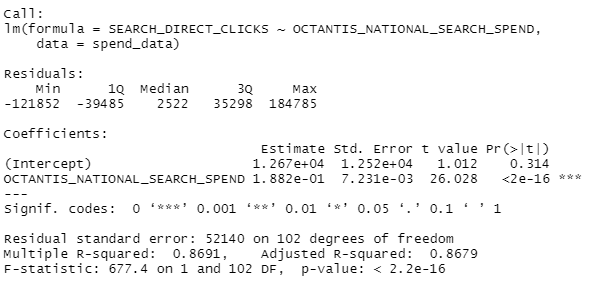 Call:
lm(formula = SEARCH_DIRECT_CLICKS ~ OCTANTIS_NATIONAL_SEARCH_SPEND,
    data = spend_data)

Residuals:
    Min      1Q  Median      3Q     Max
-121852  -39485    2522   35298  184785

Coefficients:
                                Estimate Std. Error t value Pr(>|t|)
(Intercept)                    1.267e+04  1.252e+04   1.012    0.314
OCTANTIS_NATIONAL_SEARCH_SPEND 1.882e-01  7.231e-03  26.028   <2e-16 ***
---
Signif. codes:  0 ‘***’ 0.001 ‘**’ 0.01 ‘*’ 0.05 ‘.’ 0.1 ‘ ’ 1

Residual standard error: 52140 on 102 degrees of freedom
Multiple R-squared:  0.8691,	Adjusted R-squared:  0.8679
F-statistic: 677.4 on 1 and 102 DF,  p-value: < 2.2e-16